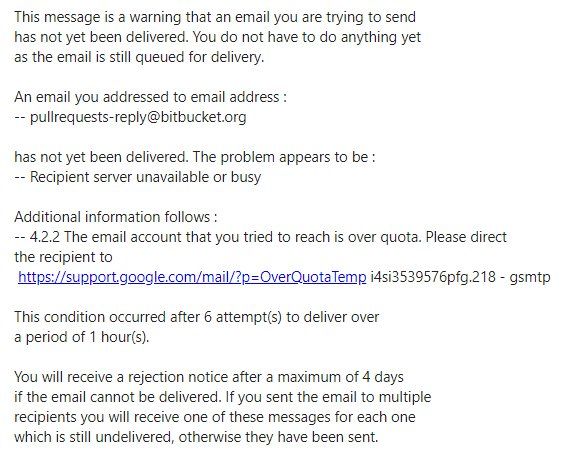 This message is a warning that an email you are trying to send
has not yet been delivered. You do not have to do anything yet
as the email is still queued for delivery.
An email you addressed to email address :
-- pullrequests-reply@bitbucket.org
has not yet been delivered. The problem appears to be :
-- Recipient server unavailable or busy
Additional information follows :
-- 4.2.2 The email account that you tried to reach is over quota. Please direct
the recipient to
https://support.google.com/mail/?p=OverQuotaTemp i4si3539576pfg.218 - gsmtp
This condition occurred after 6 attempt(s) to deliver over
a period of 1 hour(s).
You will receive a rejection notice after a maximum of 4 days
if the email cannot be delivered. If you sent the email to multiple
recipients you will receive one of these messages for each one
which is still undelivered, otherwise they have been sent.